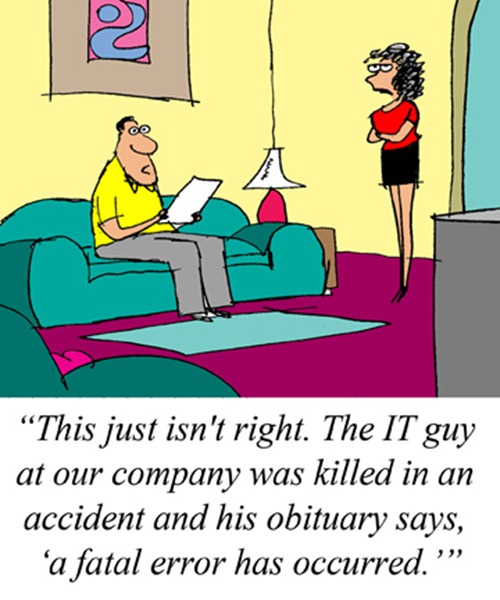 “This just isn't right. The IT guy
at our company was killed in an
accident and his obituary says,
‘a fatal error has occurred.’”